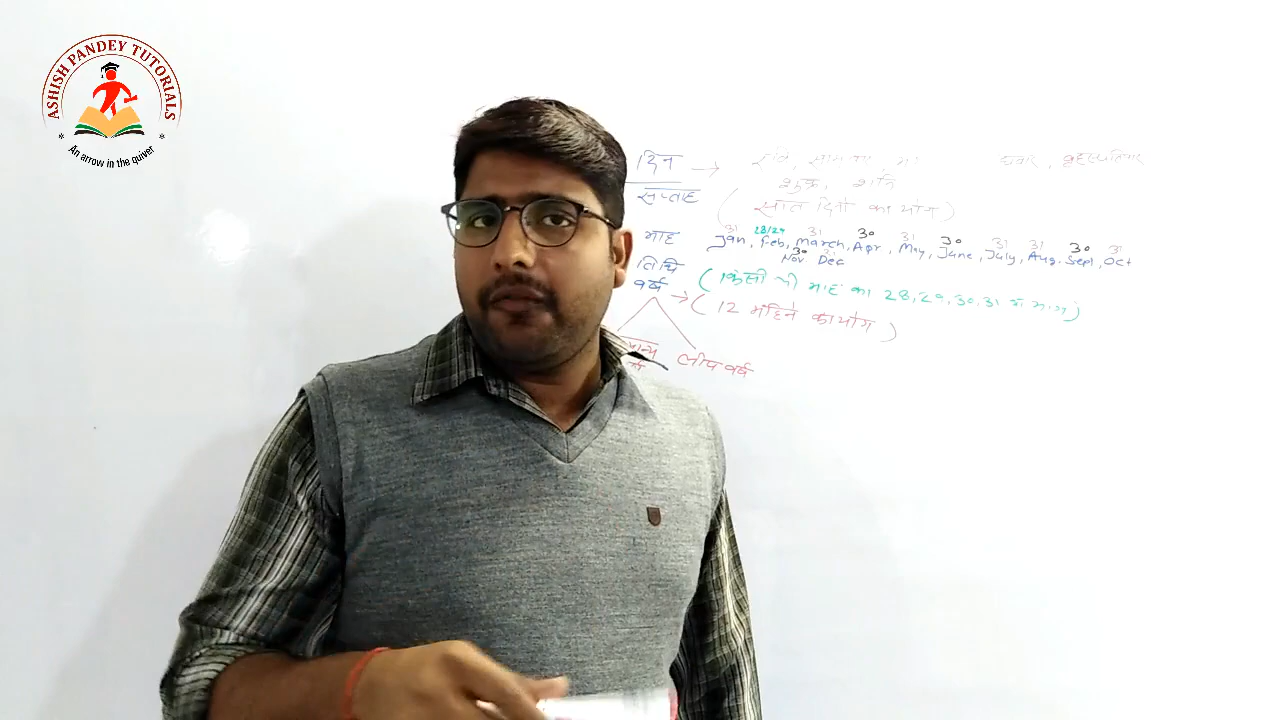 ASHISH PANDEY TUTORIALS
An arrow in the quiver
दिन → रवि, सोम वार, बृहस्पतिवार
शुक्र, शनि
सप्ताह (सात दिनों का योग)
31 28/29 31 30 31 30 31 31 30 31
माह Jan, Feb, March, Apr, May, June, July, Aug, Sept, Oct
30 31
Nov Dec
तिथि (किसी भी माह का 28, 29, 30, 31 वां भाग)
वर्ष → (12 महिने का योग)
लीप वर्ष